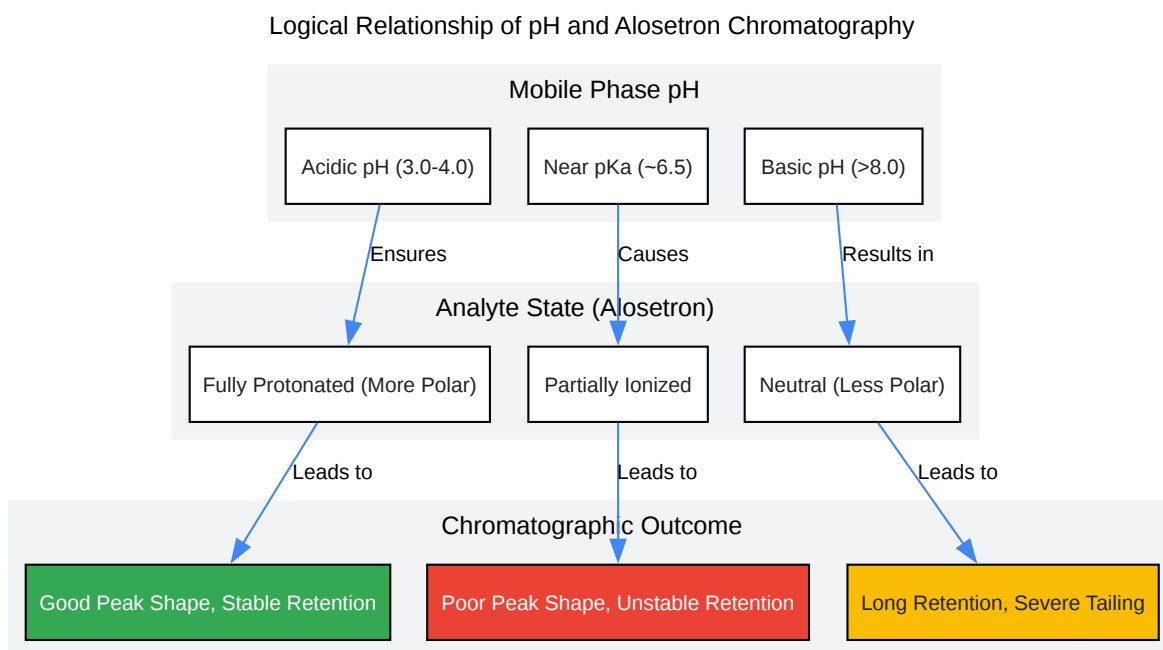 Logical Relationship of pH and Alosetron Chromatography
Mobile Phase pH
Acidic pH (3.0-4.0)
Near pKa (~6.5)
Basic pH (>8.0)
Ensures
Causes
Results in
Analyte State (Alosetron)
Fully Protonated (More Polar)
Partially Ionized
Neutral (Less Polar)
Leads to
Leads to
Leads to
Chromatographic Outcome
Good Peak Shape, Stable Retention
Poor Peak Shape, Unstable Retention
Long Retention, Severe Tailing